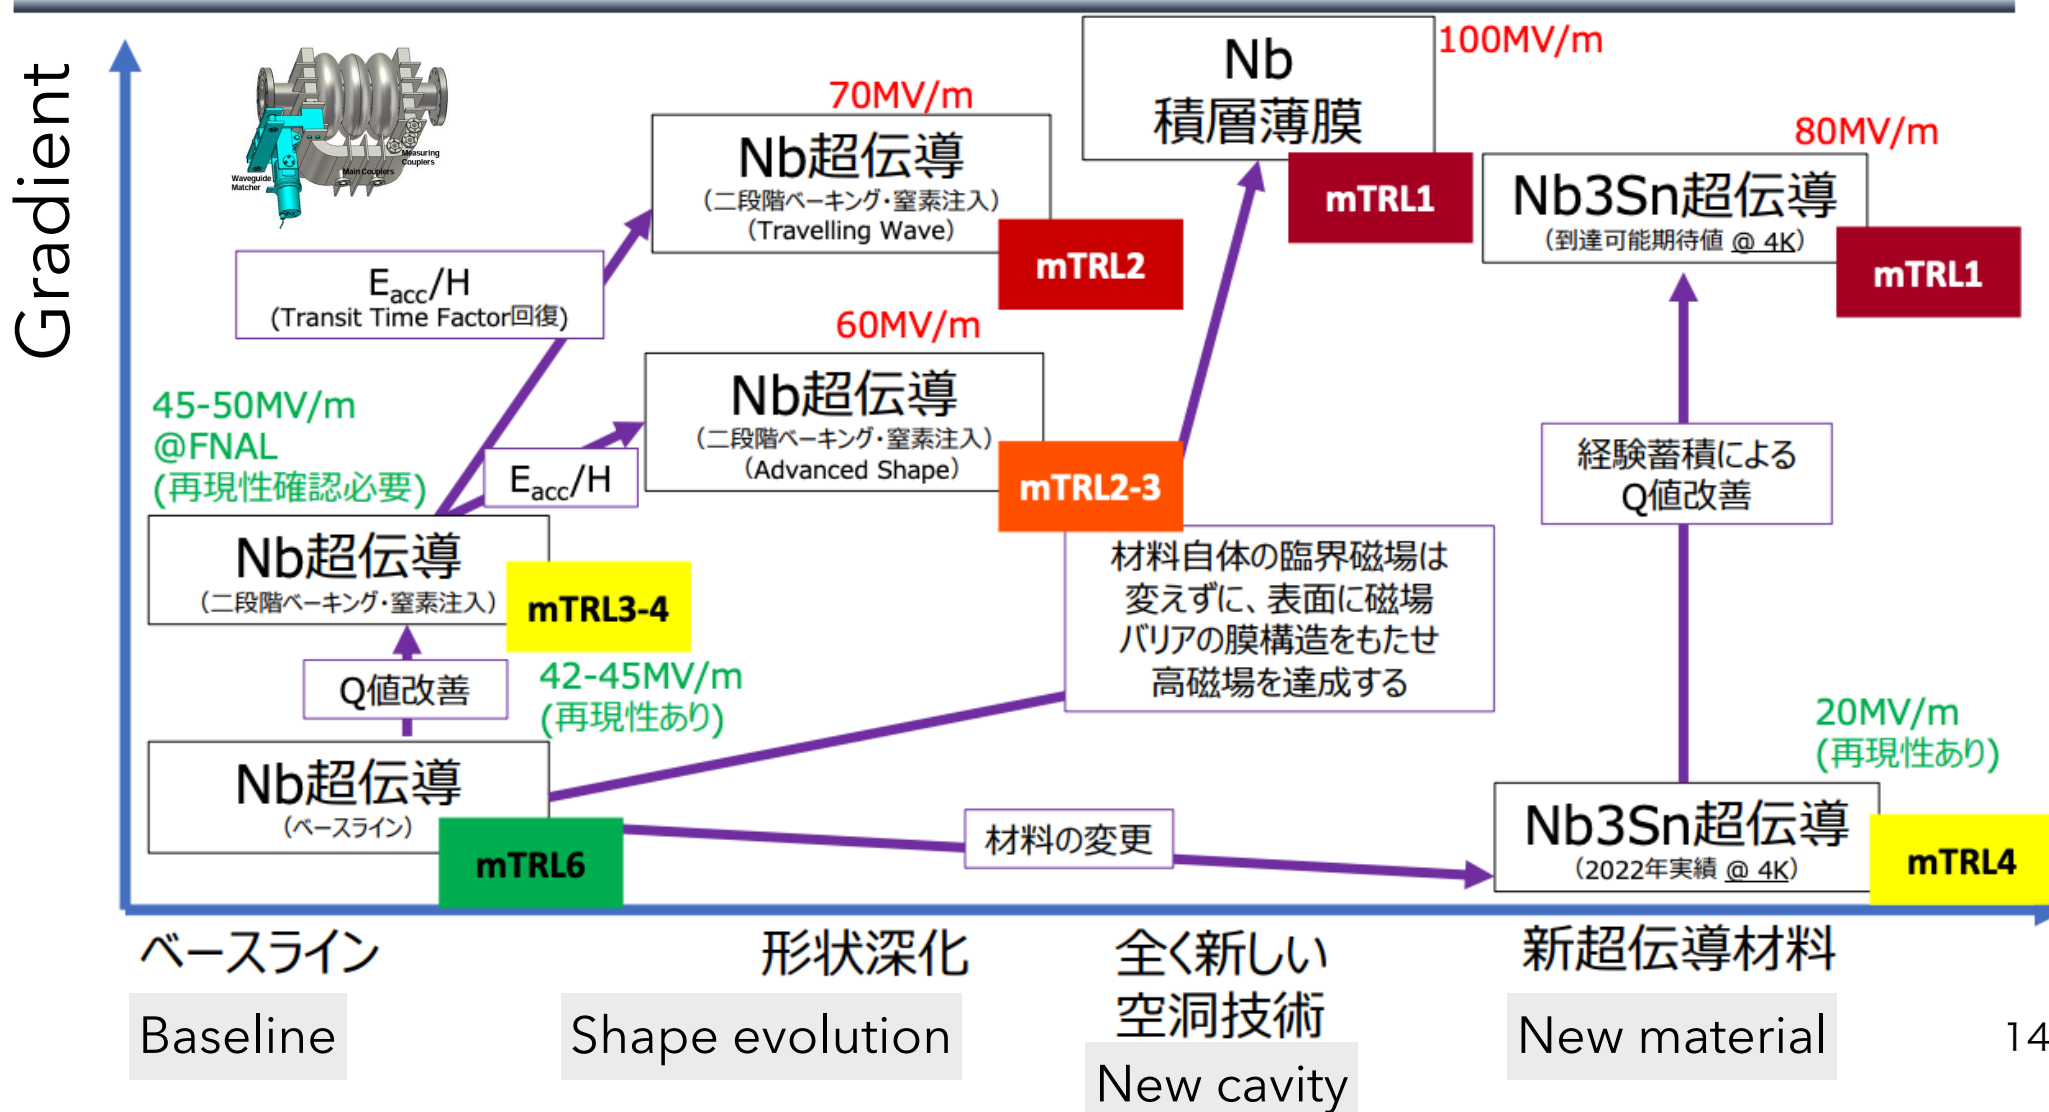 Gradient
Waveguide
Matcher
Main Couplers
Measuring
Couplers
70MV/m
Nb超伝導
（二段階ベーキング・窒素注入）
（Travelling Wave）
mTRL2
Nb
積層薄膜
100MV/m
mTRL1
80MV/m
Nb3Sn超伝導
（到達可能期待値 @ 4K）
mTRL1
Eacc/H
(Transit Time Factor回復)
60MV/m
Nb超伝導
（二段階ベーキング・窒素注入）
（Advanced Shape）
mTRL2-3
Eacc/H
45-50MV/m
@FNAL
(再現性確認必要)
Nb超伝導
（二段階ベーキング・窒素注入）
mTRL3-4
経験蓄積による
Q値改善
材料自体の臨界磁場は
変えずに、表面に磁場
バリアの膜構造をもたせ
高磁場を達成する
Q値改善
42-45MV/m
(再現性あり)
Nb超伝導
（ベースライン）
mTRL6
材料の変更
20MV/m
(再現性あり)
Nb3Sn超伝導
（2022年実績 @ 4K）
mTRL4
ベースライン
形状深化
全く新しい
空洞技術
新超伝導材料
Baseline
Shape evolution
New cavity
New material
14